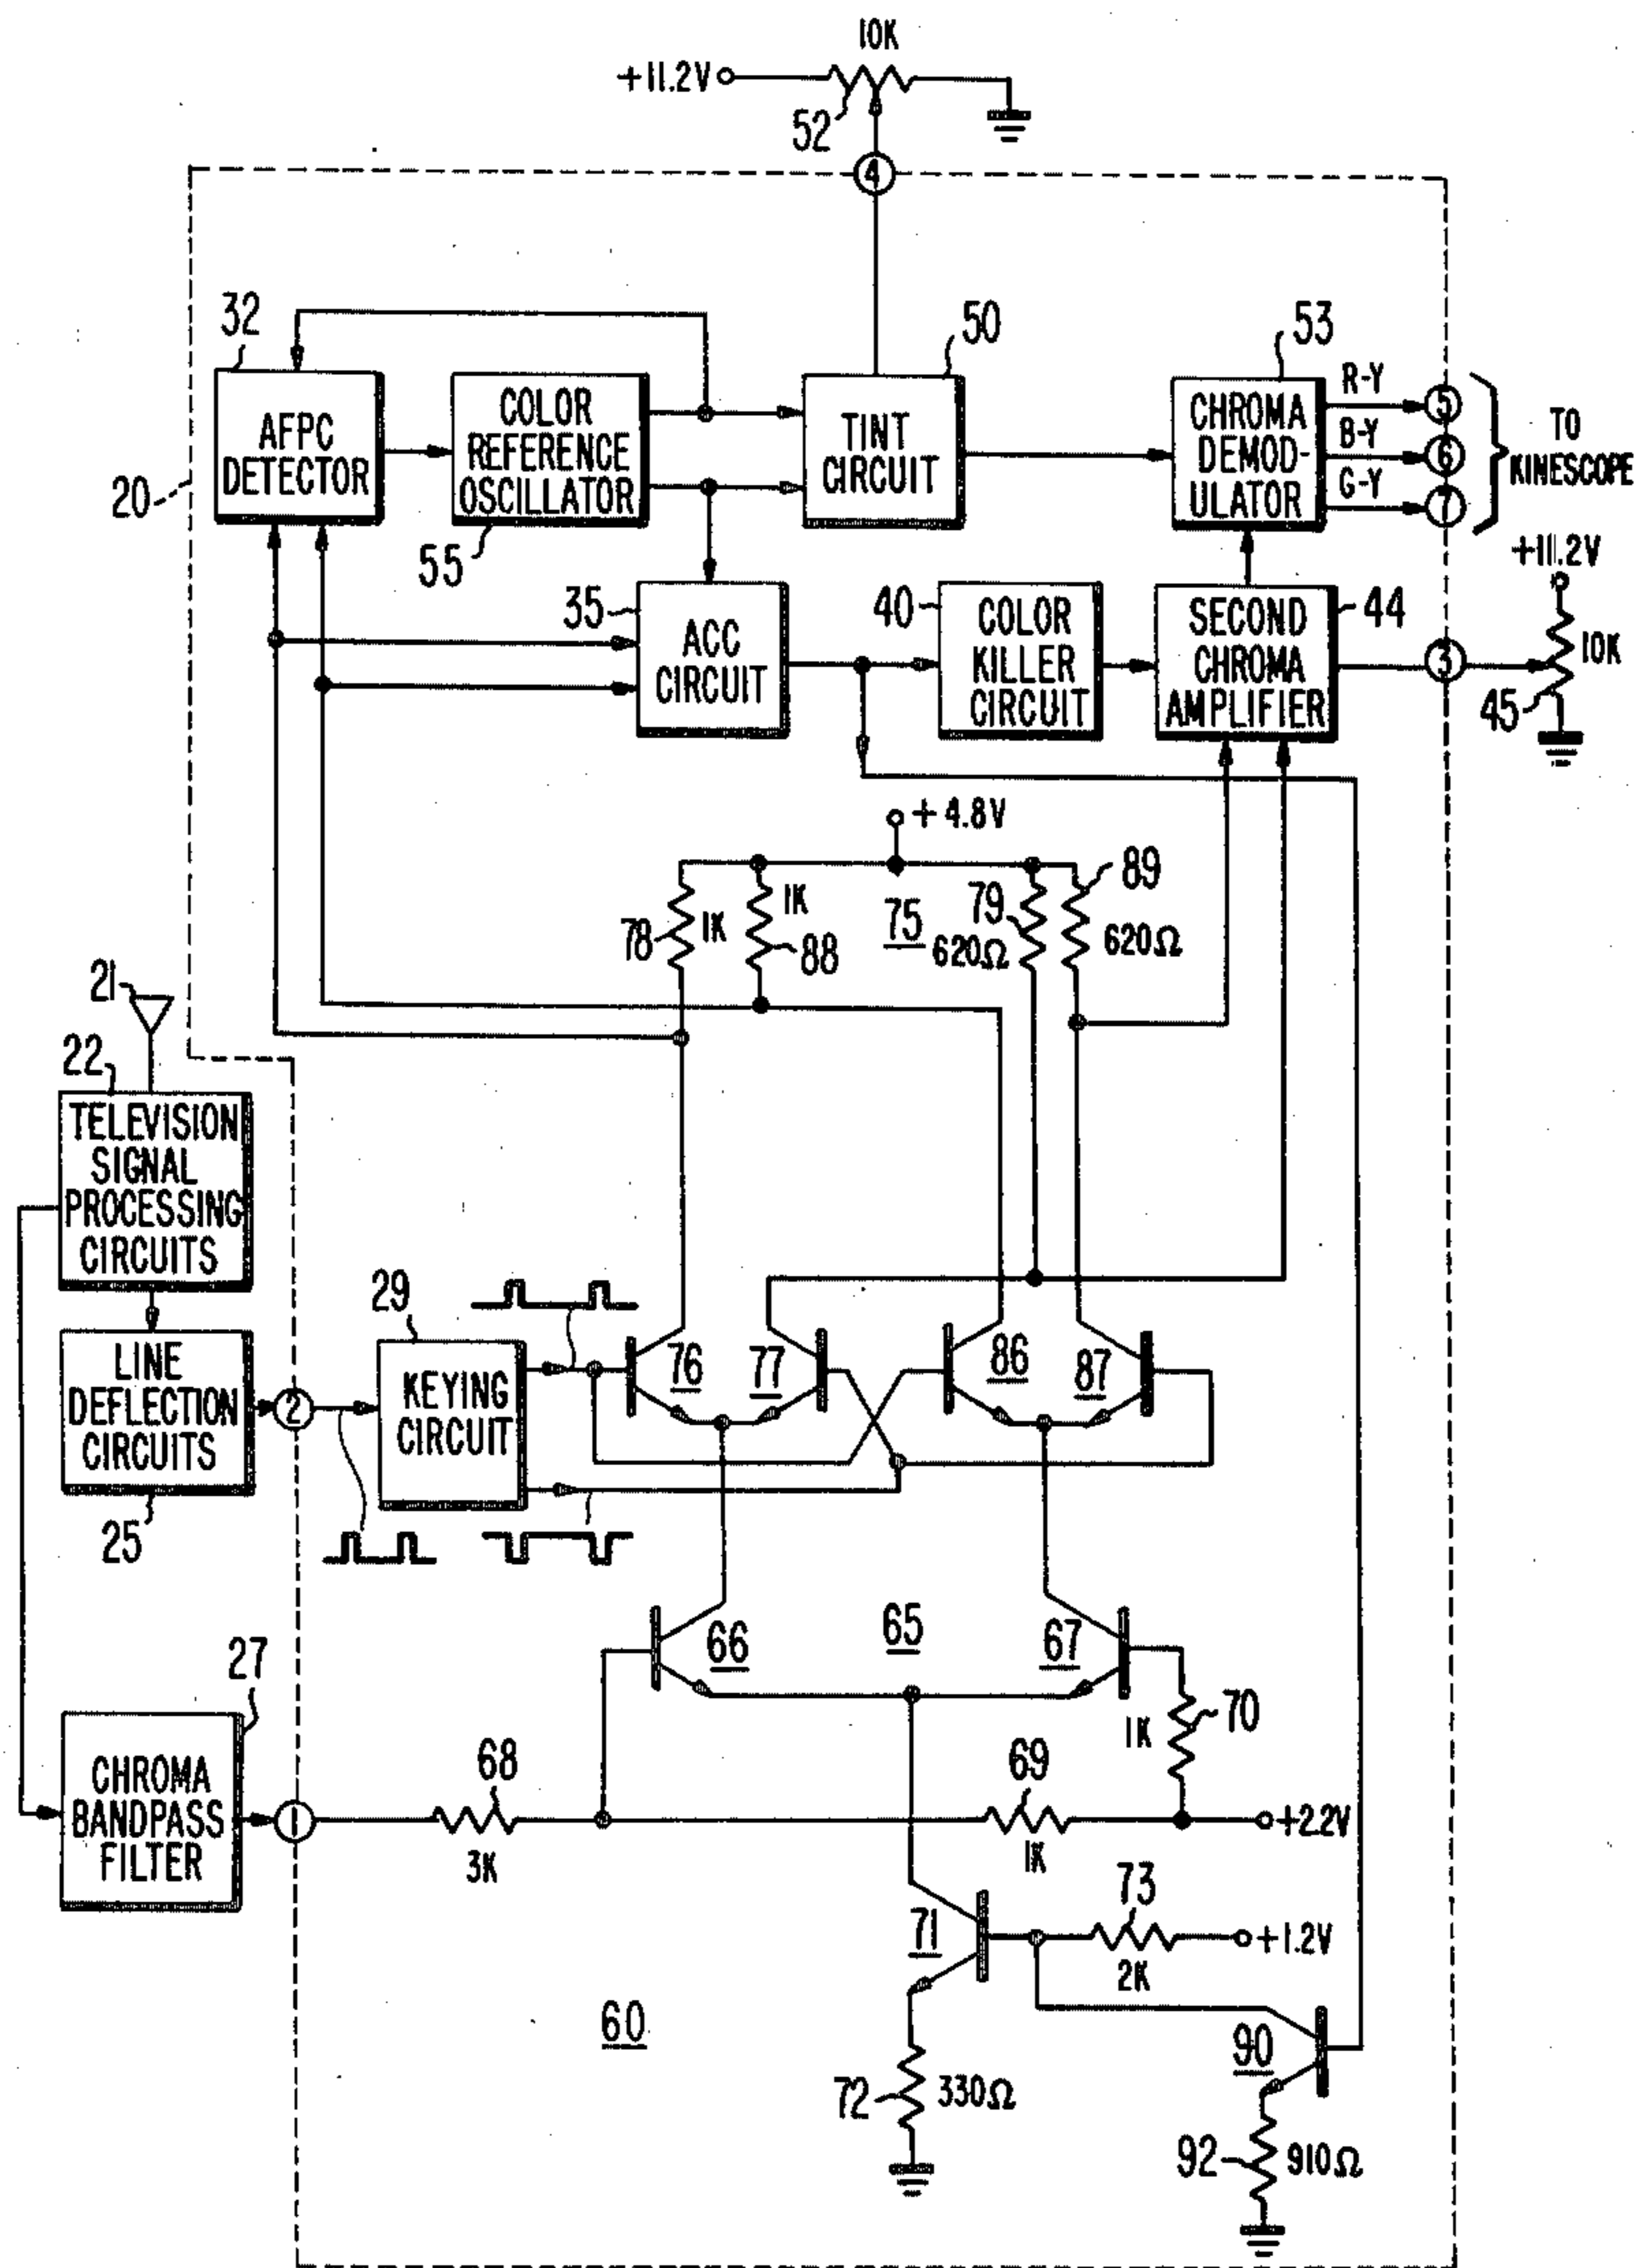 10K
+11.2V
52
4
32
50
53
AFPC
DETECTOR
COLOR
REFERENCE
OSCILLATOR
TINT
CIRCUIT
CHROMA
DEMOD-
ULATOR
R-Y
5
B-Y
6
G-Y
7
TO
KINESCOPE
20
55
+11.2V
35
ACC
CIRCUIT
40
COLOR
KILLER
CIRCUIT
SECOND
CHROMA
AMPLIFIER
44
3
10K
45
+4.8V
78
1K
1K
88
75
79
620Ω
89
620Ω
21
22
TELEVISION
SIGNAL
PROCESSING
CIRCUITS
29
LINE
DEFLECTION
CIRCUITS
25
2
KEYING
CIRCUIT
76
77
86
87
66
65
67
27
CHROMA
BANDPASS
FILTER
1
68
3K
69
1K
70
1K
+2.2V
71
73
2K
+1.2V
60
72
330Ω
90
92
910Ω